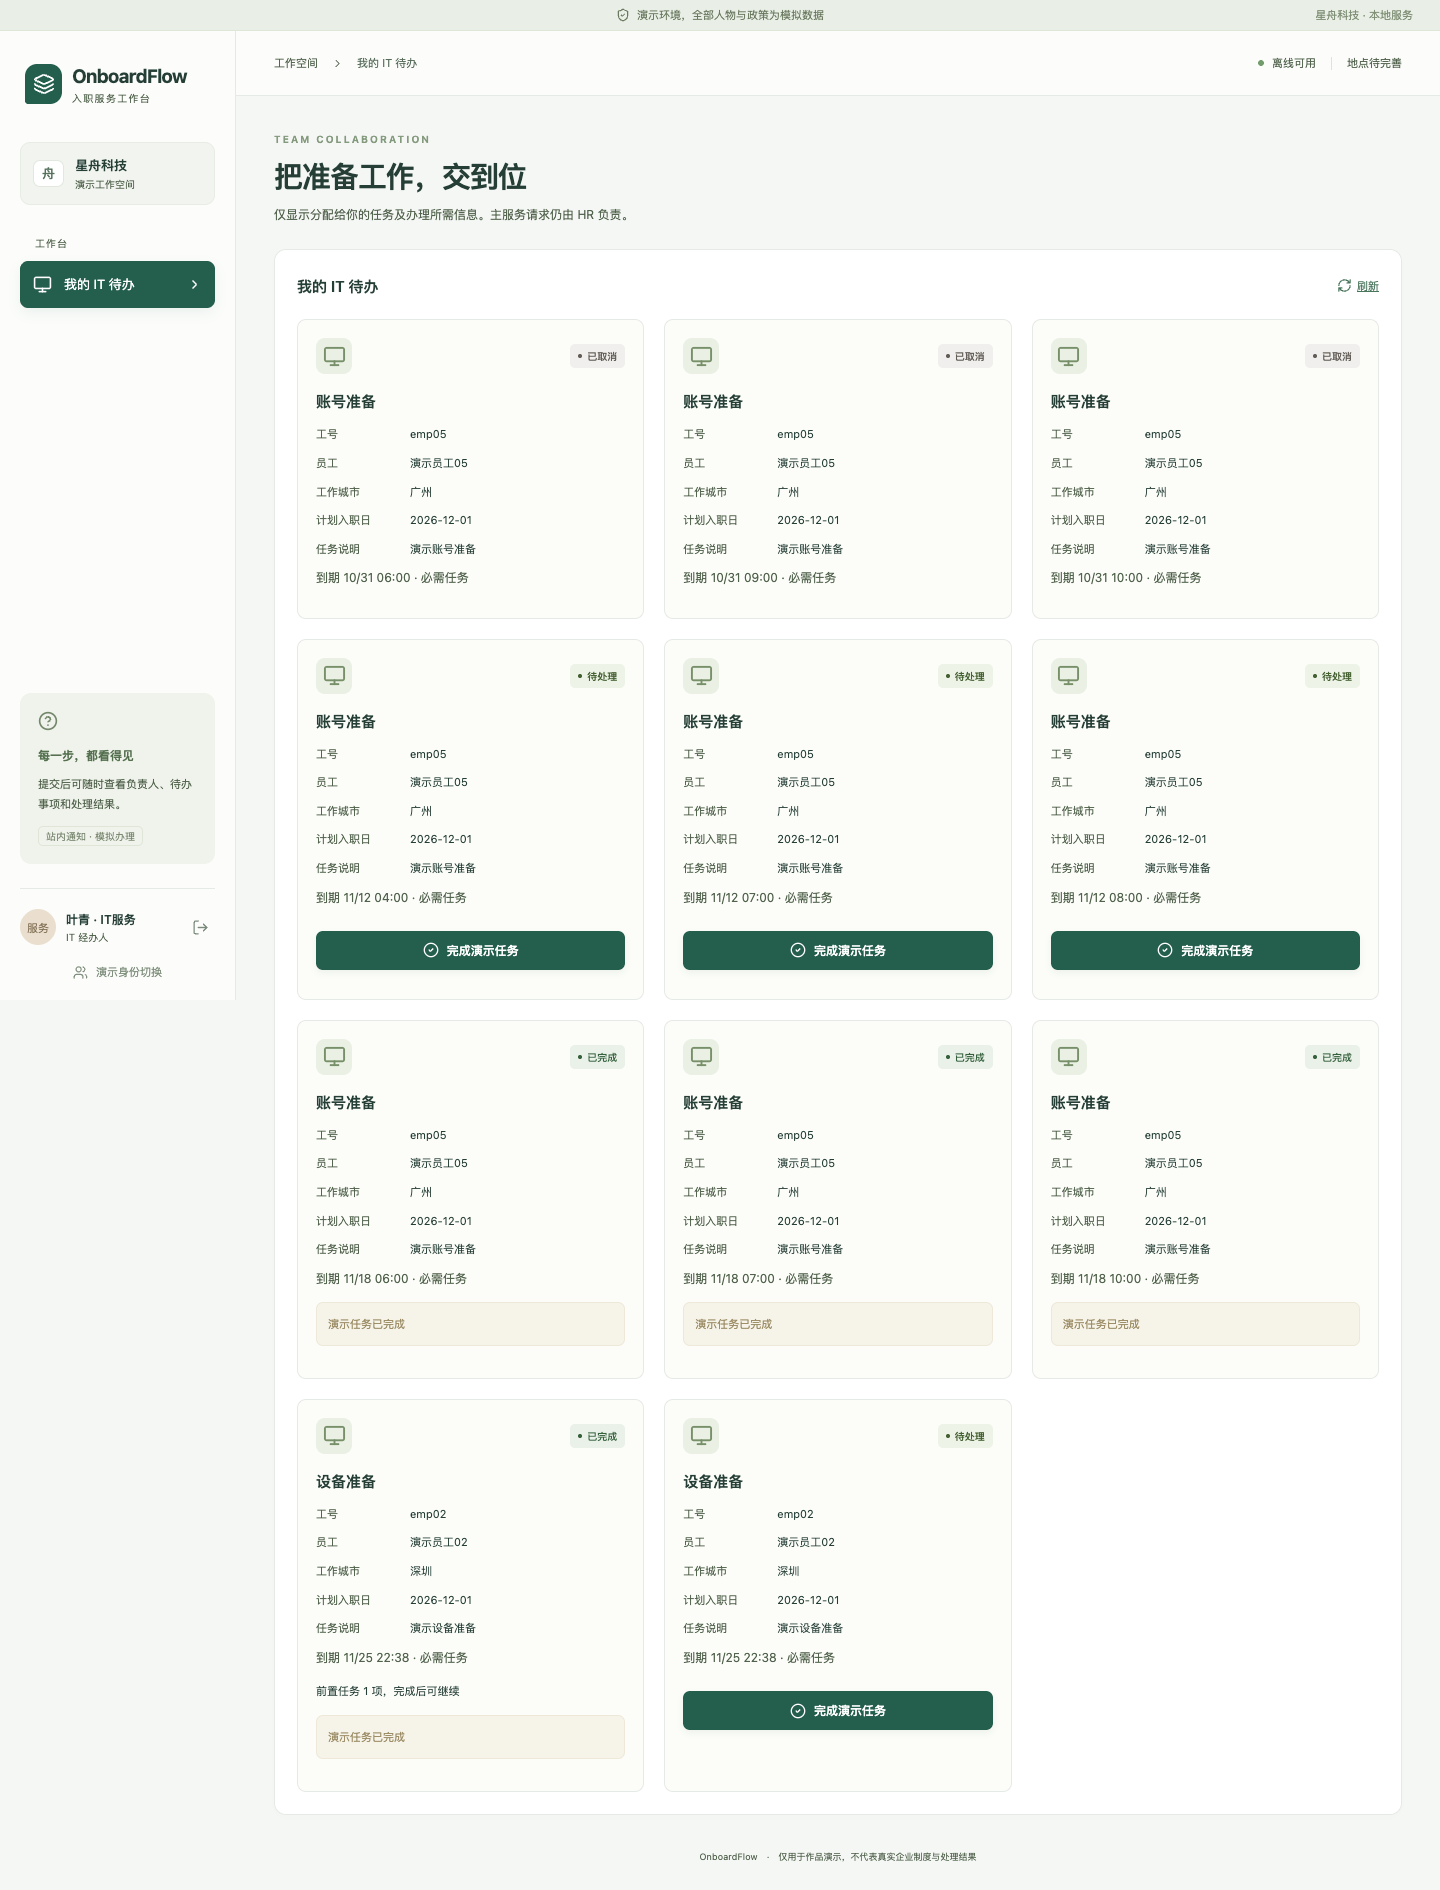 演示环境，全部人物与政策为模拟数据
星舟科技 · 本地服务
OnboardFlow
入职服务工作台
舟
星舟科技
演示工作空间
工作台
我的 IT 待办
每一步，都看得见
提交后可随时查看负责人、待办
事项和处理结果。
站内通知 · 模拟办理
服务
叶青 · IT服务
IT 经办人
演示身份切换
工作空间
我的 IT 待办
离线可用
地点待完善
TEAM COLLABORATION
把准备工作，交到位
仅显示分配给你的任务及办理所需信息。主服务请求仍由 HR 负责。
我的 IT 待办
刷新
已取消
账号准备
工号 emp05
员工 演示员工05
工作城市 广州
计划入职日 2026-12-01
任务说明 演示账号准备
到期 10/31 06:00 · 必需任务
已取消
账号准备
工号 emp05
员工 演示员工05
工作城市 广州
计划入职日 2026-12-01
任务说明 演示账号准备
到期 10/31 09:00 · 必需任务
已取消
账号准备
工号 emp05
员工 演示员工05
工作城市 广州
计划入职日 2026-12-01
任务说明 演示账号准备
到期 10/31 10:00 · 必需任务
待处理
账号准备
工号 emp05
员工 演示员工05
工作城市 广州
计划入职日 2026-12-01
任务说明 演示账号准备
到期 11/12 04:00 · 必需任务
完成演示任务
待处理
账号准备
工号 emp05
员工 演示员工05
工作城市 广州
计划入职日 2026-12-01
任务说明 演示账号准备
到期 11/12 07:00 · 必需任务
完成演示任务
待处理
账号准备
工号 emp05
员工 演示员工05
工作城市 广州
计划入职日 2026-12-01
任务说明 演示账号准备
到期 11/12 08:00 · 必需任务
完成演示任务
已完成
账号准备
工号 emp05
员工 演示员工05
工作城市 广州
计划入职日 2026-12-01
任务说明 演示账号准备
到期 11/18 06:00 · 必需任务
演示任务已完成
已完成
账号准备
工号 emp05
员工 演示员工05
工作城市 广州
计划入职日 2026-12-01
任务说明 演示账号准备
到期 11/18 07:00 · 必需任务
演示任务已完成
已完成
账号准备
工号 emp05
员工 演示员工05
工作城市 广州
计划入职日 2026-12-01
任务说明 演示账号准备
到期 11/18 10:00 · 必需任务
演示任务已完成
已完成
设备准备
工号 emp02
员工 演示员工02
工作城市 深圳
计划入职日 2026-12-01
任务说明 演示设备准备
到期 11/25 22:38 · 必需任务
前置任务 1 项，完成后可继续
演示任务已完成
待处理
设备准备
工号 emp02
员工 演示员工02
工作城市 深圳
计划入职日 2026-12-01
任务说明 演示设备准备
到期 11/25 22:38 · 必需任务
完成演示任务
OnboardFlow · 仅用于作品演示，不代表真实企业制度与处理结果